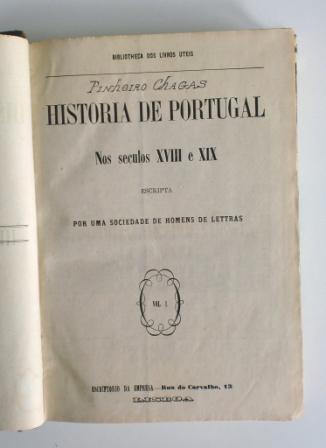 BIBLIOTHECA DOS LIVROS UTEIS
PINHEIRO CHAGAS
HISTORIA DE PORTUGAL
Nos seculos XVIII e XIX
ESCRIPTA
POR UMA SOCIEDADE DE HOMENS DE LETTRAS
VOL. I
ESCRIPTORIO DA EMPRESA—Rua do Carvalho, 13
LISBOA